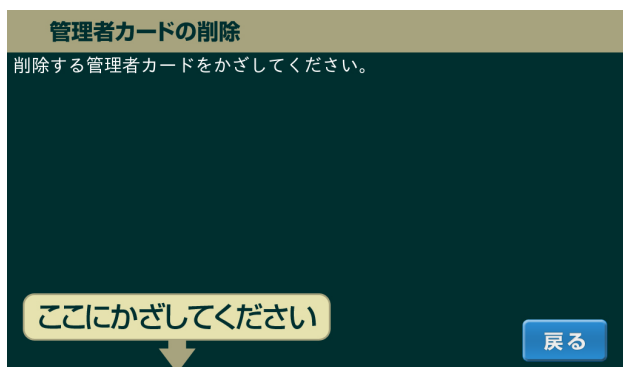 管理者カードの削除
削除する管理者カードをかざしてください。
ここにかざしてください
戻る